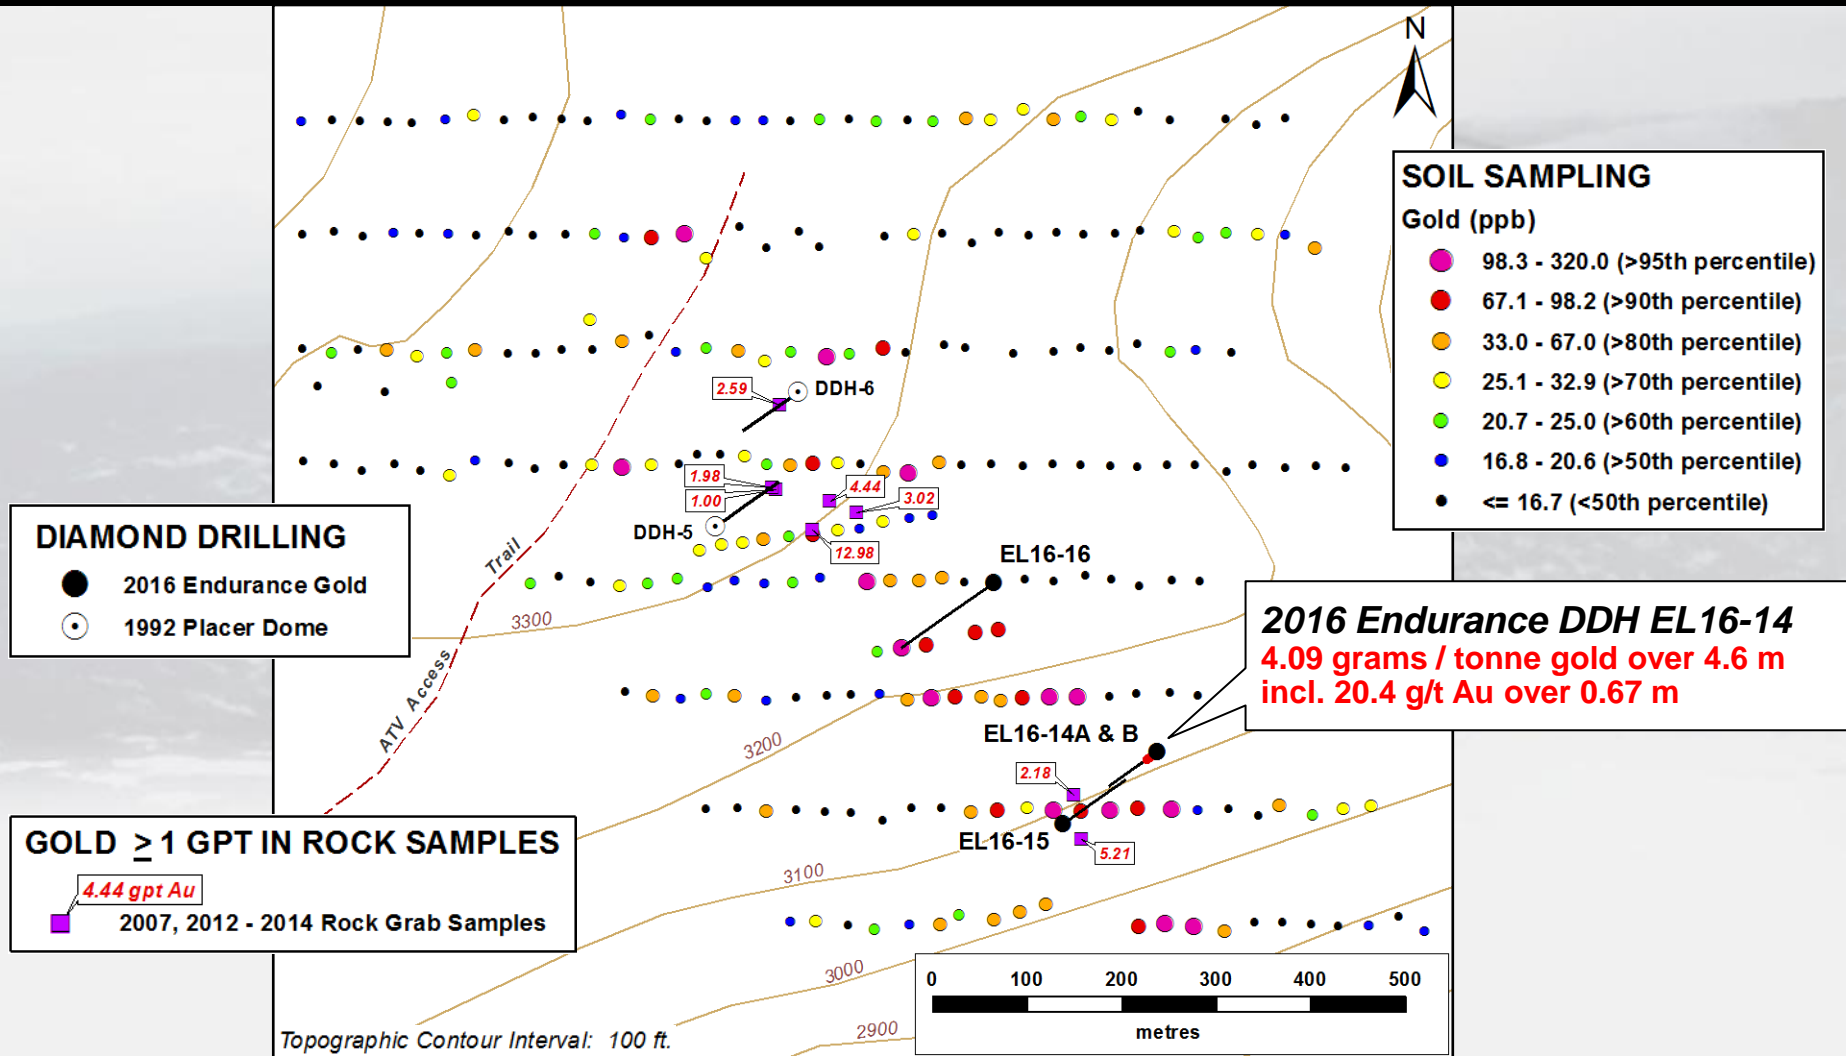 N
SOIL SAMPLING
Gold (ppb)
98.3 - 320.0 (>95th percentile)
67.1 - 98.2 (>90th percentile)
33.0 - 67.0 (>80th percentile)
25.1 - 32.9 (>70th percentile)
20.7 - 25.0 (>60th percentile)
16.8 - 20.6 (>50th percentile)
<= 16.7 (<50th percentile)
2.59
DDH-6
1.98
1.00
4.44
3.02
DDH-5
12.98
DIAMOND DRILLING
2016 Endurance Gold
1992 Placer Dome
Trail
ATV Access
EL16-16
3300
2016 Endurance DDH EL16-14
4.09 grams / tonne gold over 4.6 m
incl. 20.4 g/t Au over 0.67 m
EL16-14A & B
3200
2.18
EL16-15
5.21
GOLD ≥ 1 GPT IN ROCK SAMPLES
4.44 gpt Au
2007, 2012 - 2014 Rock Grab Samples
3100
3000
2900
0 100 200 300 400 500
metres
Topographic Contour Interval: 100 ft.